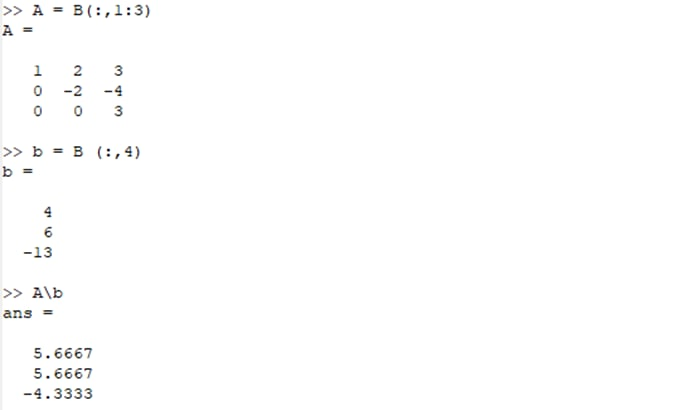 >> A = B(:,1:3)
A =
1 2 3
0 -2 -4
0 0 3
>> b = B (:,4)
b =
4
6
-13
>> A\b
ans =
5.6667
5.6667
-4.3333